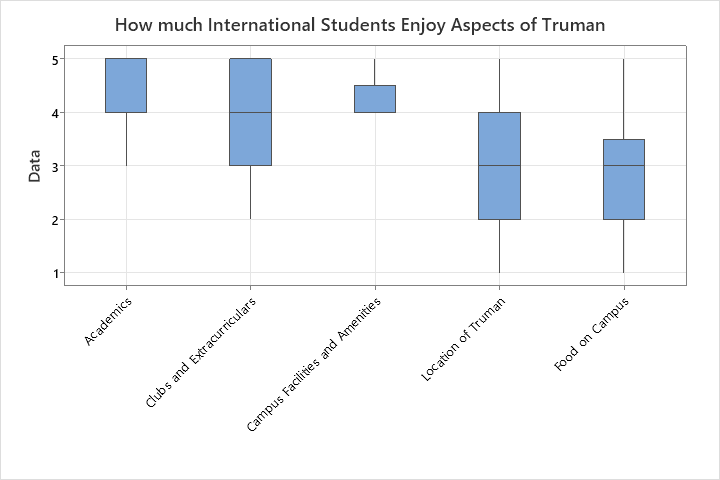 How much International Students Enjoy Aspects of Truman
Data
5
4
3
2
1
Academics
Clubs and Extracurriculars
Campus Facilities and Amenities
Location of Truman
Food on Campus